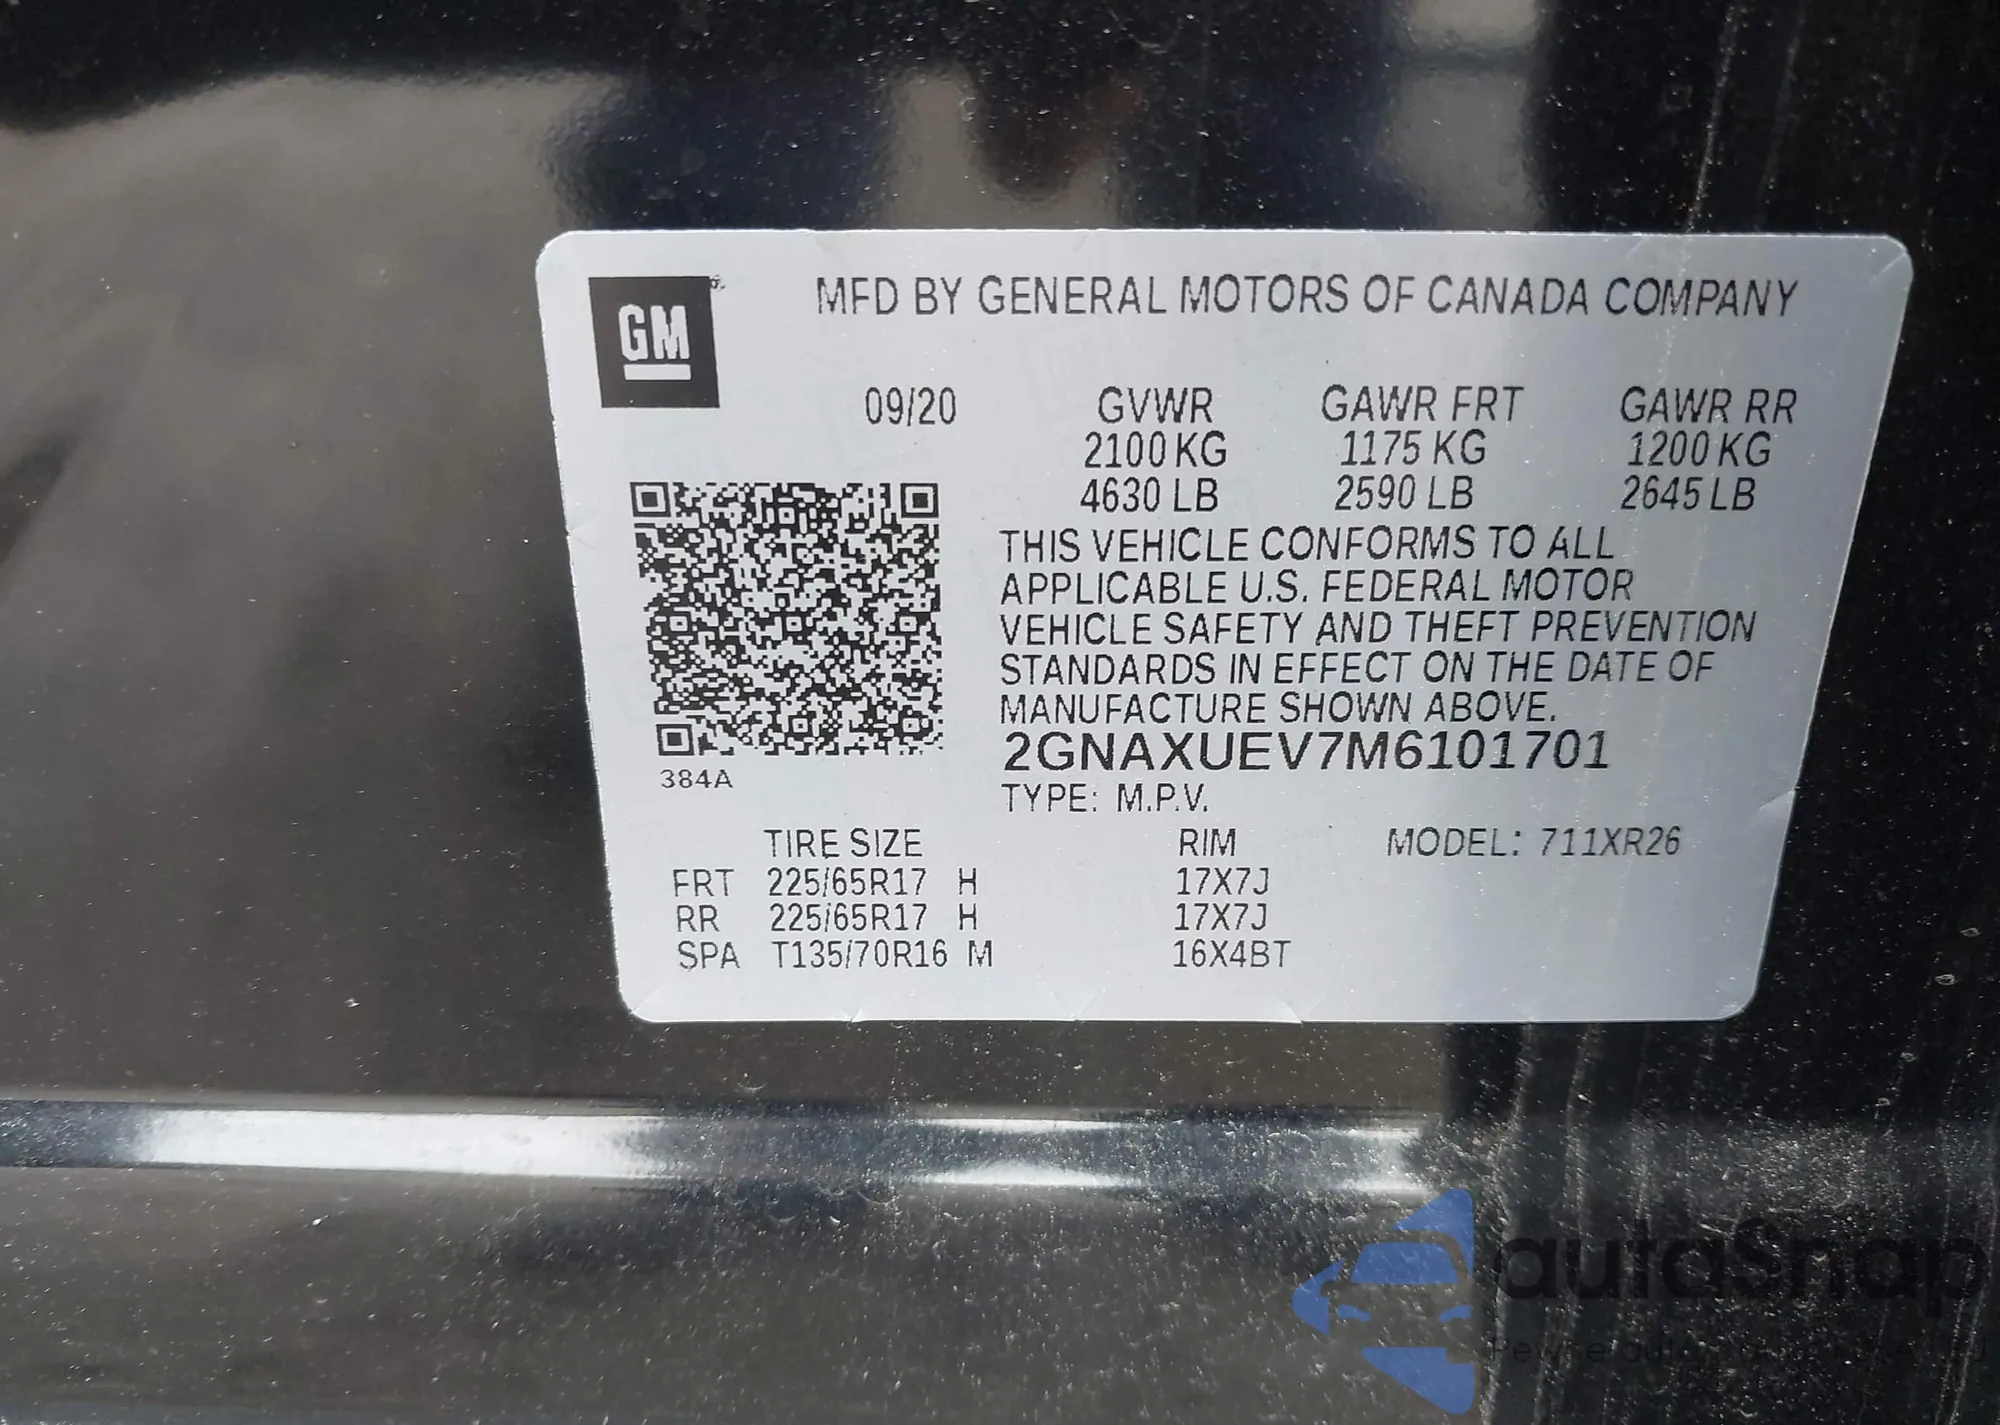 GM
MFD BY GENERAL MOTORS OF CANADA COMPANY
09/20 GVWR GAWR FRT GAWR RR
2100 KG 1175 KG 1200 KG
4630 LB 2590 LB 2645 LB
THIS VEHICLE CONFORMS TO ALL
APPLICABLE U.S. FEDERAL MOTOR
VEHICLE SAFETY AND THEFT PREVENTION
STANDARDS IN EFFECT ON THE DATE OF
MANUFACTURE SHOWN ABOVE.
2GNAXUEV7M6101701
384A
TYPE: M.P.V.
TIRE SIZE RIM MODEL: 711XR26
FRT 225/65R17 H 17X7J
RR 225/65R17 H 17X7J
SPA T135/70R16 M 16X4BT
autaSnap